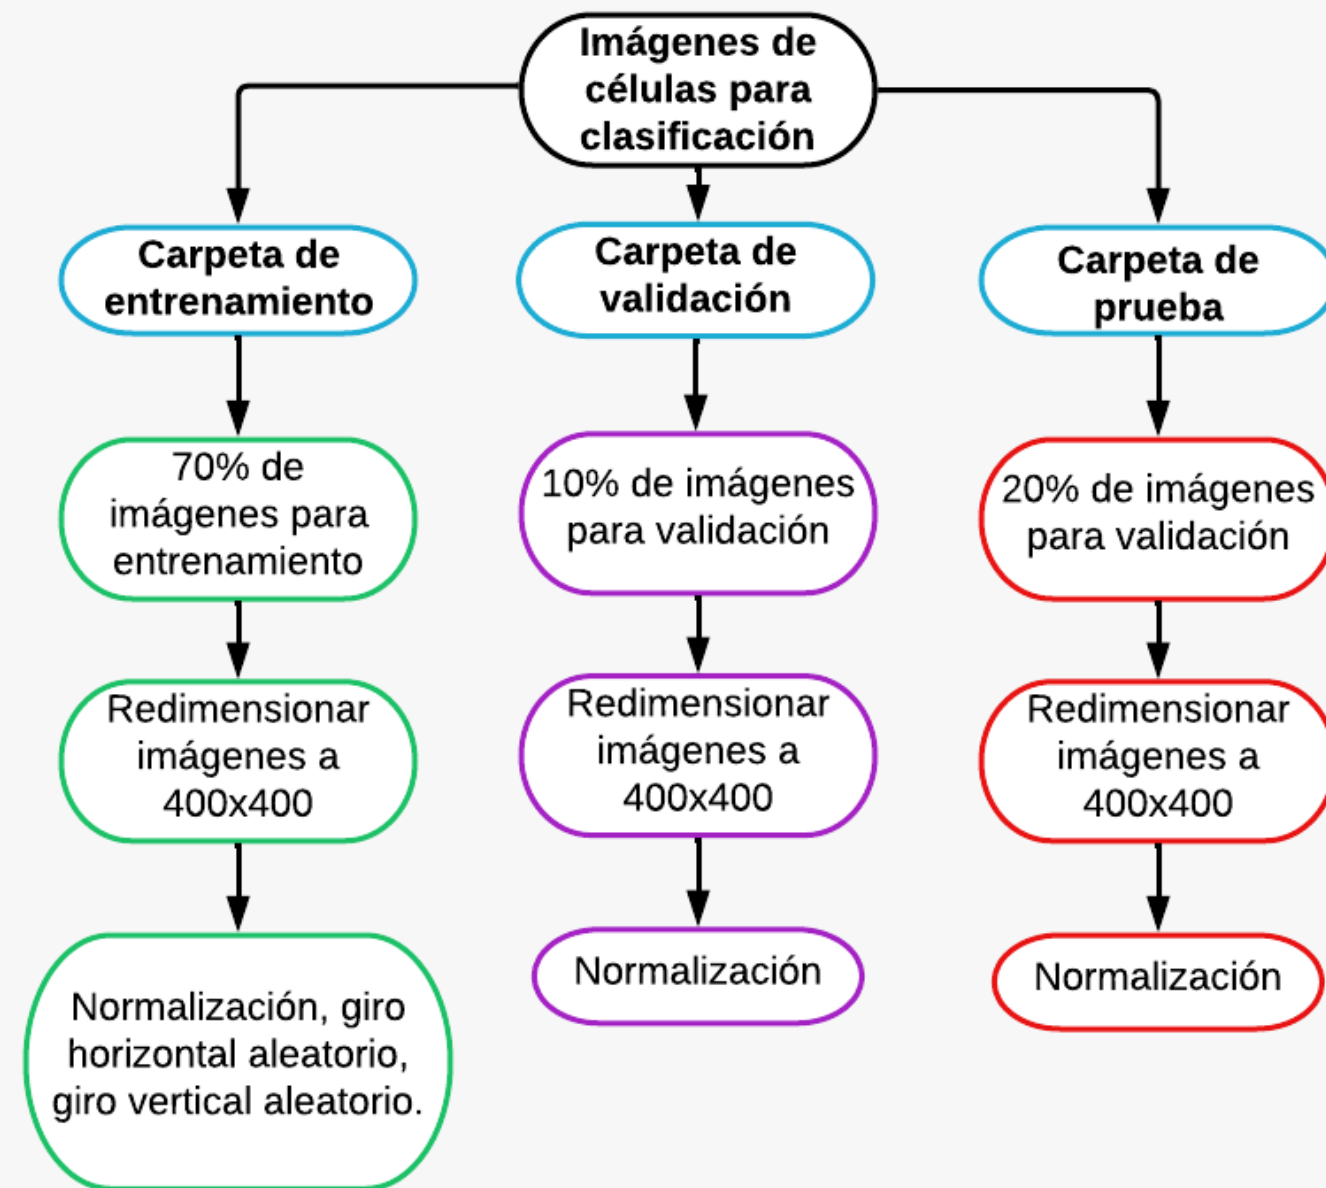 Imágenes de
células para
clasificación
Carpeta de
entrenamiento
Carpeta de
validación
Carpeta de
prueba
70% de
imágenes para
entrenamiento
10% de imágenes
para validación
20% de imágenes
para validación
Redimensionar
imágenes a
400x400
Redimensionar
imágenes a
400x400
Redimensionar
imágenes a
400x400
Normalización, giro
horizontal aleatorio,
giro vertical aleatorio.
Normalización
Normalización